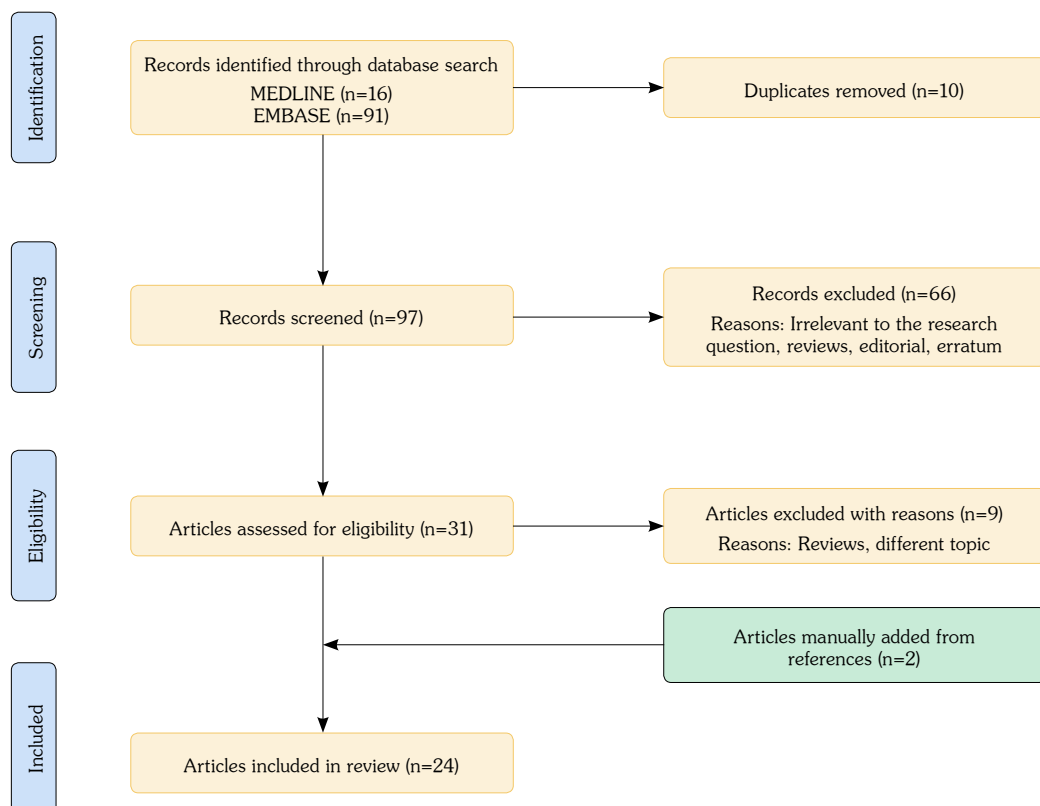 Identification
Records identified through database search
MEDLINE (n=16)
EMBASE (n=91)
Duplicates removed (n=10)
Screening
Records screened (n=97)
Records excluded (n=66)
Reasons: Irrelevant to the research
question, reviews, editorial, erratum
Eligibility
Articles assessed for eligibility (n=31)
Articles excluded with reasons (n=9)
Reasons: Reviews, different topic
Articles manually added from
references (n=2)
Included
Articles included in review (n=24)